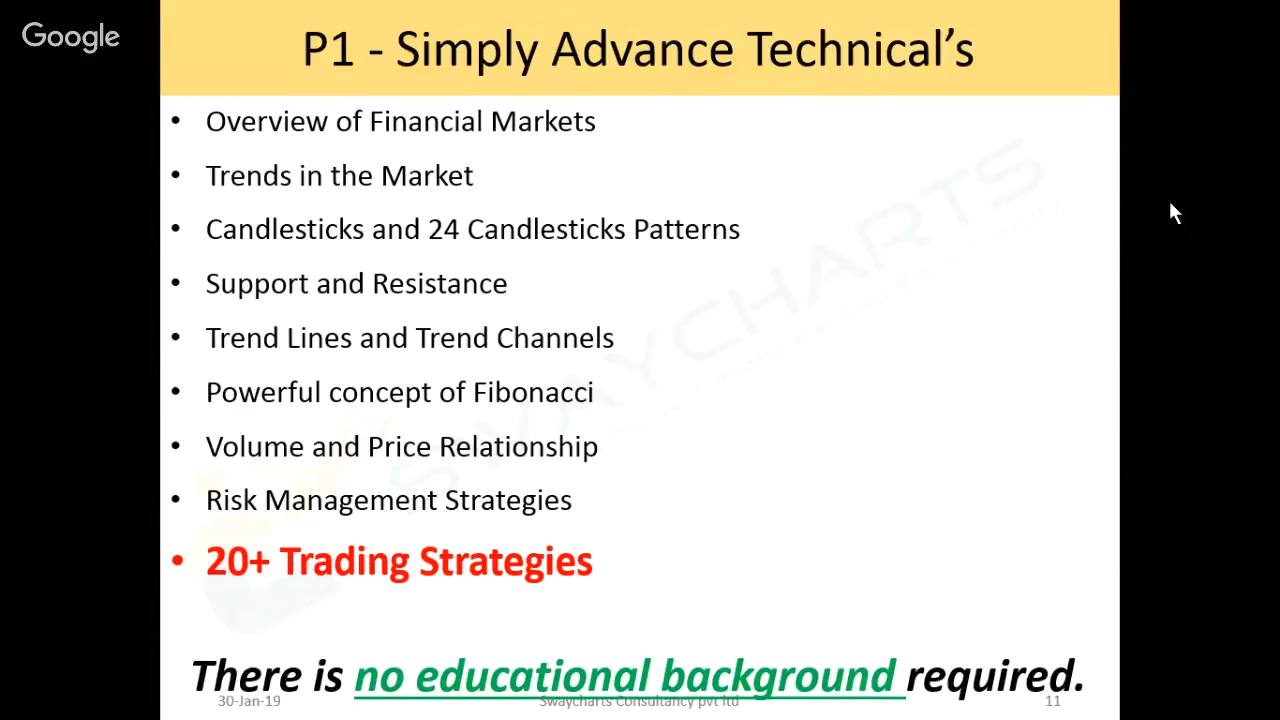 Google
P1 - Simply Advance Technical’s
• Overview of Financial Markets
• Trends in the Market
• Candlesticks and 24 Candlesticks Patterns
• Support and Resistance
• Trend Lines and Trend Channels
• Powerful concept of Fibonacci
• Volume and Price Relationship
• Risk Management Strategies
• 20+ Trading Strategies
SWAYCHARTS
There is no educational background required.
30-Jan-19
Swaycharts Consultancy pvt ltd
11